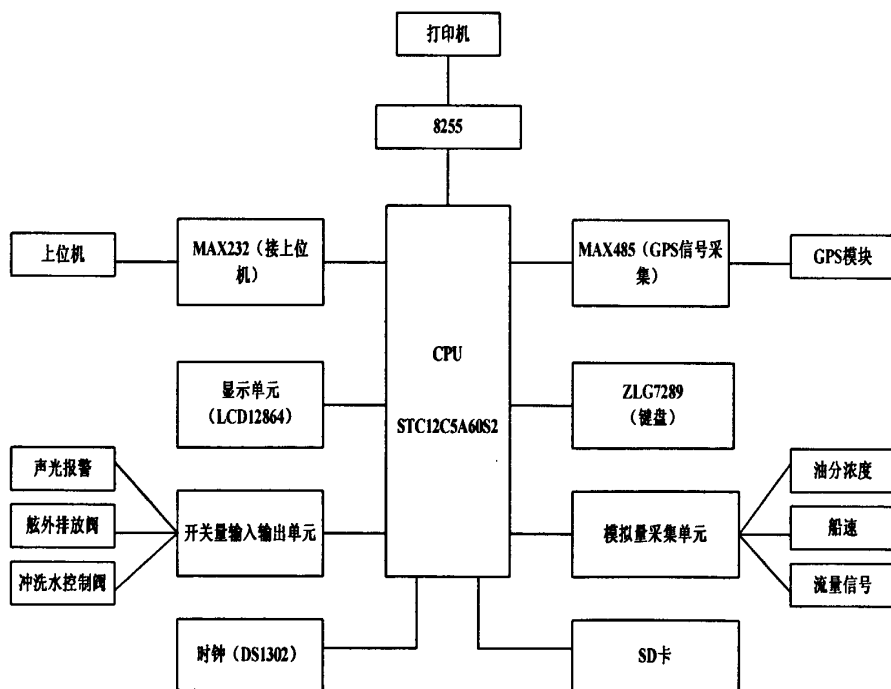 打印机
8255
上位机
MAX232（接上位
机）
MAX485（GPS信号采
集）
GPS模块
CPU
STC12C5A60S2
显示单元
（LCD12864）
ZLG7289
（键盘）
声光报警
舷外排放阀
冲洗水控制阀
开关量输入输出单元
模拟量采集单元
油分浓度
船速
流量信号
时钟（DS1302）
SD卡